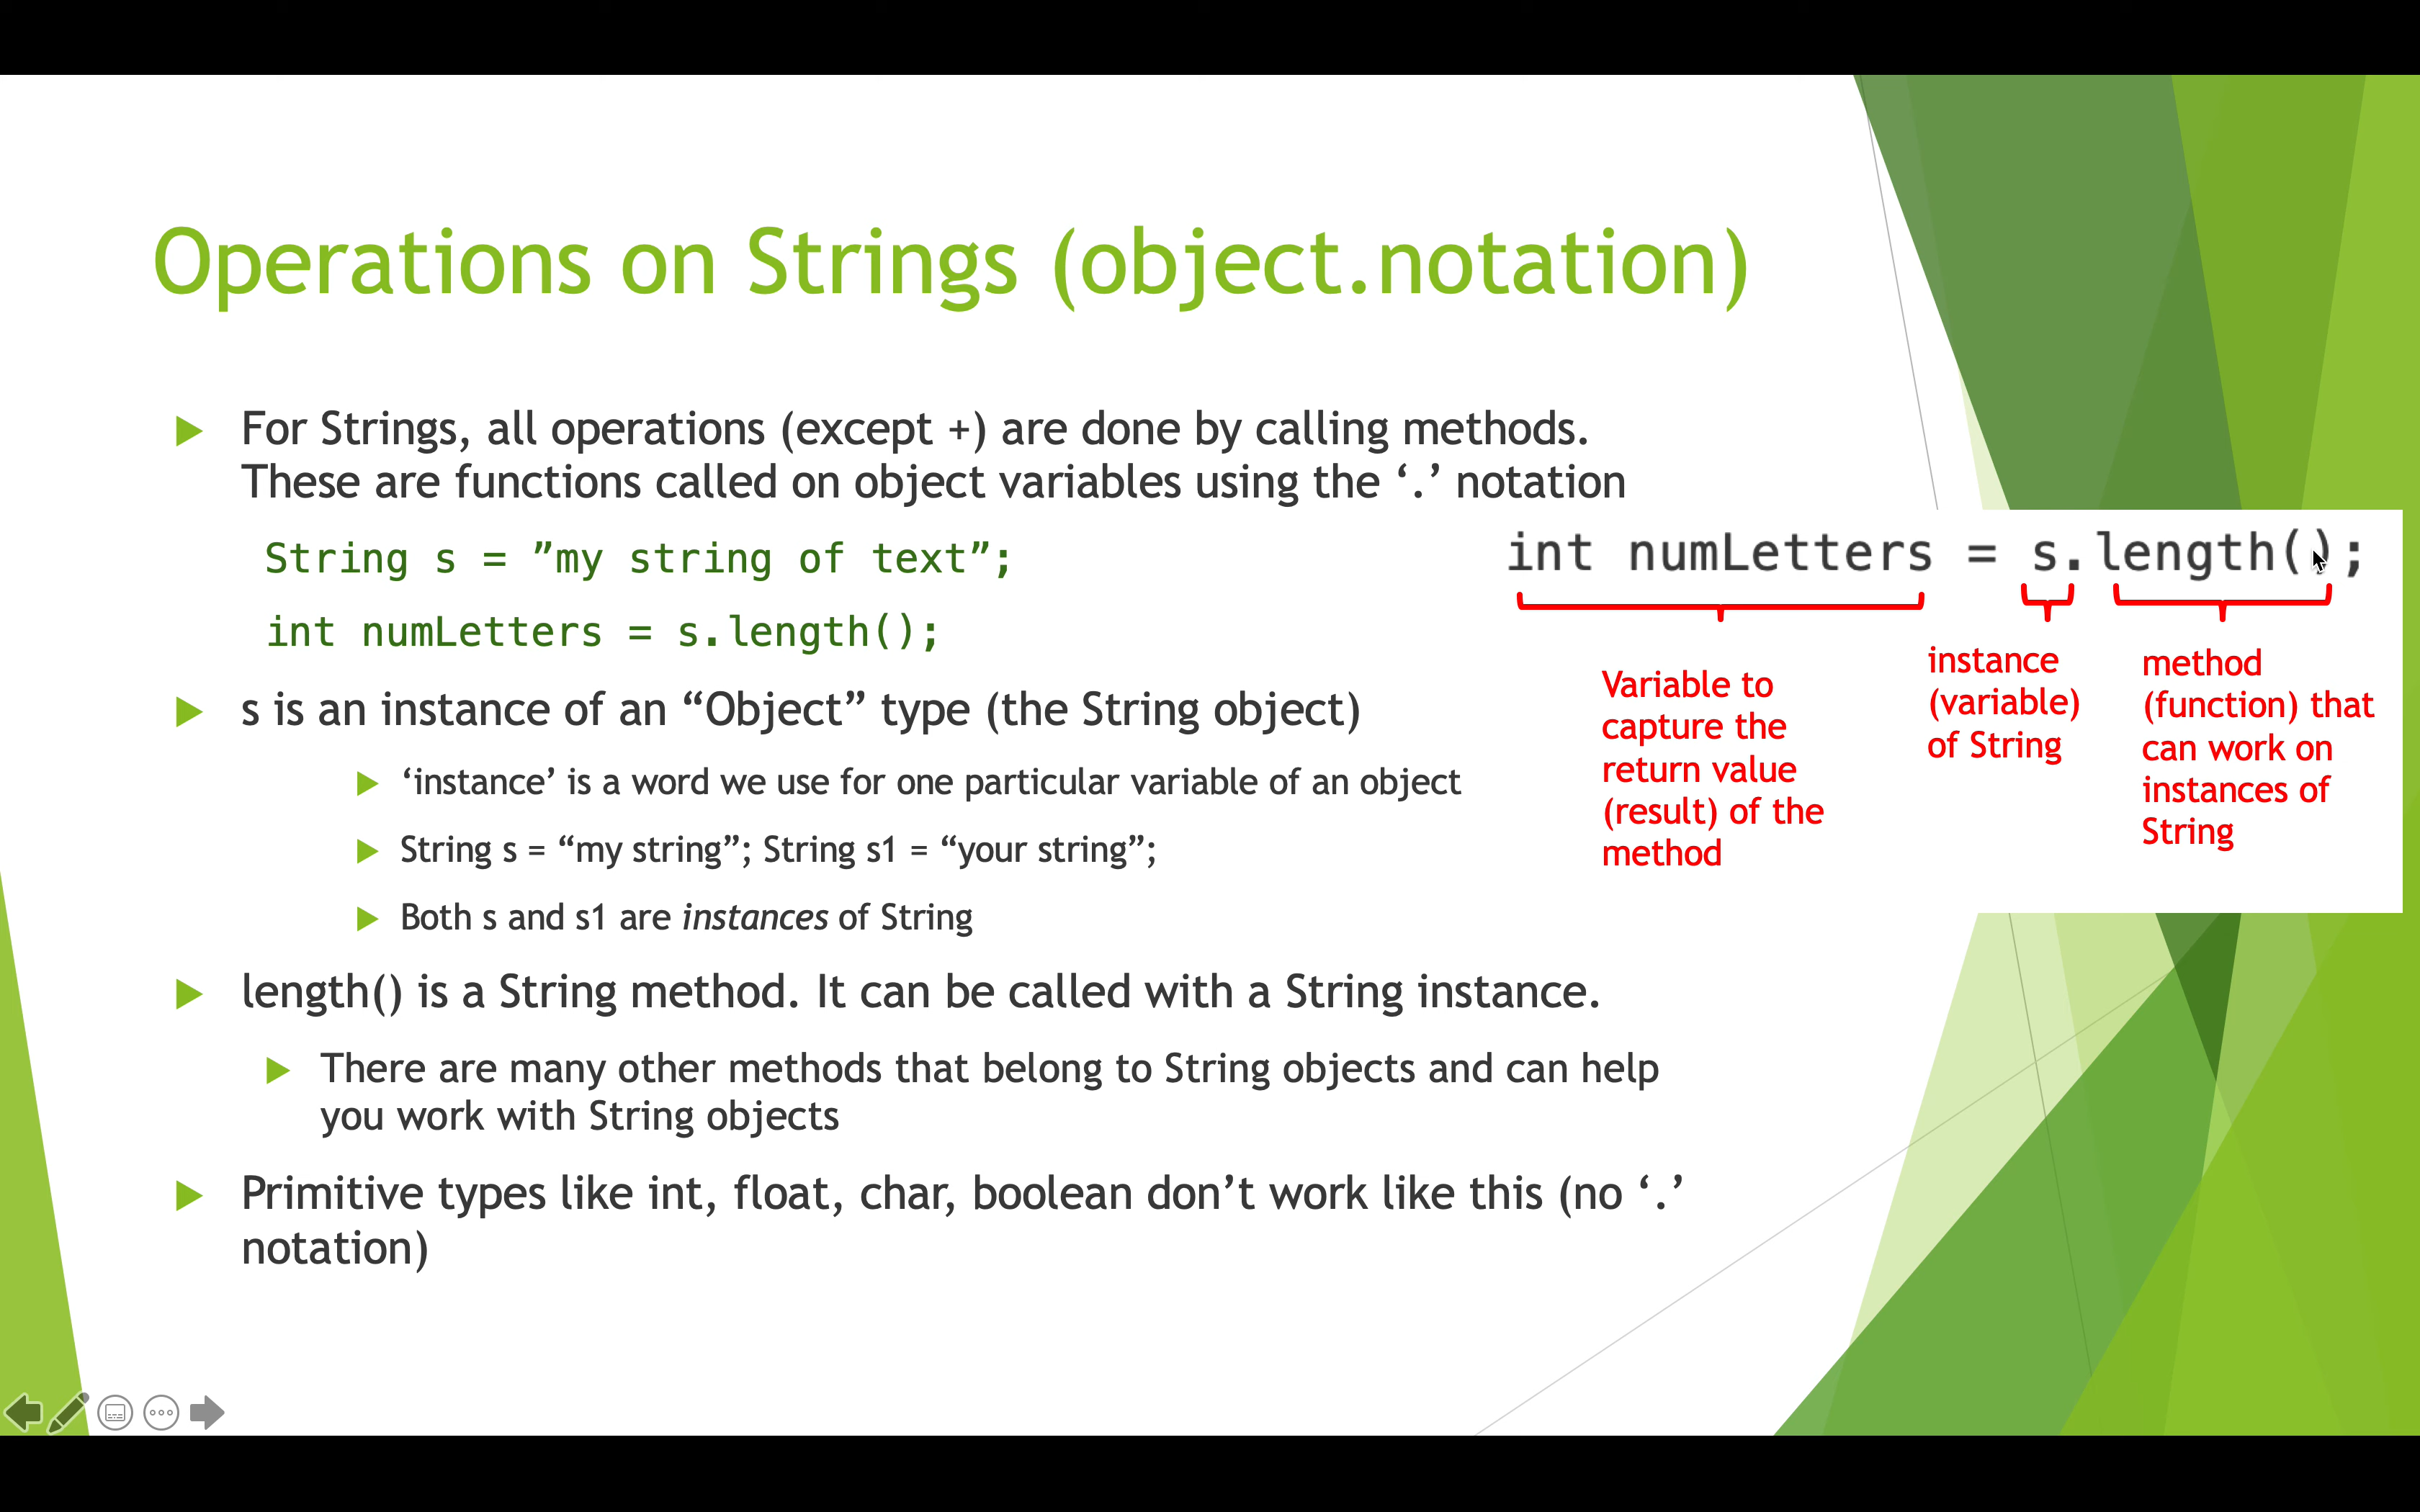 Operations on Strings (object.notation)
For Strings, all operations (except +) are done by calling methods.
These are functions called on object variables using the ‘.’ notation
String s = ”my string of text”;
int numLetters = s.length();
s is an instance of an “Object” type (the String object)
‘instance’ is a word we use for one particular variable of an object
String s = “my string”; String s1 = “your string”;
Both s and s1 are instances of String
length() is a String method. It can be called with a String instance.
There are many other methods that belong to String objects and can help
you work with String objects
Primitive types like int, float, char, boolean don’t work like this (no ‘.’
notation)
int numLetters = s.length();
Variable to
capture the
return value
(result) of the
method
instance
(variable)
of String
method
(function) that
can work on
instances of
String